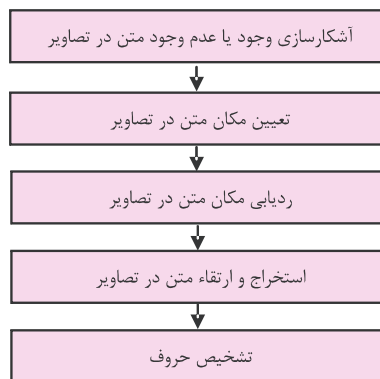 آشکارسازی وجود یا عدم وجود متن در تصاویر
تعیین مکان متن در تصاویر
ردیابی مکان متن در تصاویر
استخراج و ارتقاء متن در تصاویر
تشخیص حروف